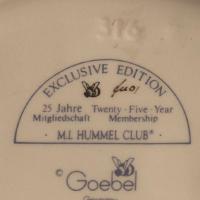 EXCLUSIVE EDITION
25 Jahre Twenty-Five-Year
Mitgliedschaft Membership
· M.I. HUMMEL CLUB® ·
© Goebel